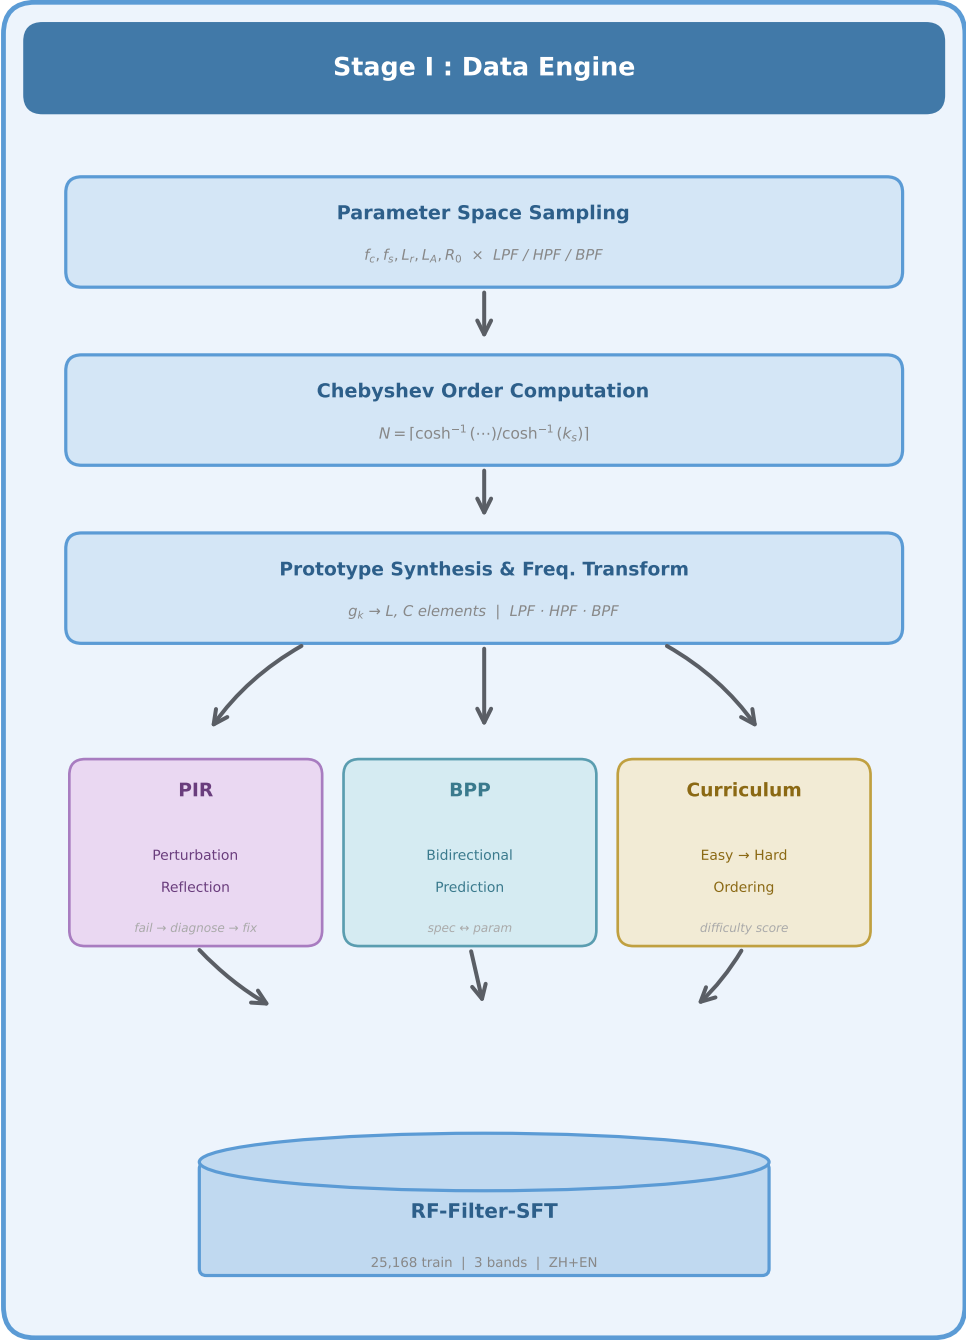 Stage I : Data Engine
Parameter Space Sampling
f_c, f_s, L_r, L_A, R_0 × LPF / HPF / BPF
Chebyshev Order Computation
N = ⌈cosh⁻¹(⋯)/cosh⁻¹(k_s)⌉
Prototype Synthesis & Freq. Transform
g_k → L, C elements | LPF · HPF · BPF
PIR
Perturbation
Reflection
fail → diagnose → fix
BPP
Bidirectional
Prediction
spec ↔ param
Curriculum
Easy → Hard
Ordering
difficulty score
RF-Filter-SFT
25,168 train | 3 bands | ZH+EN